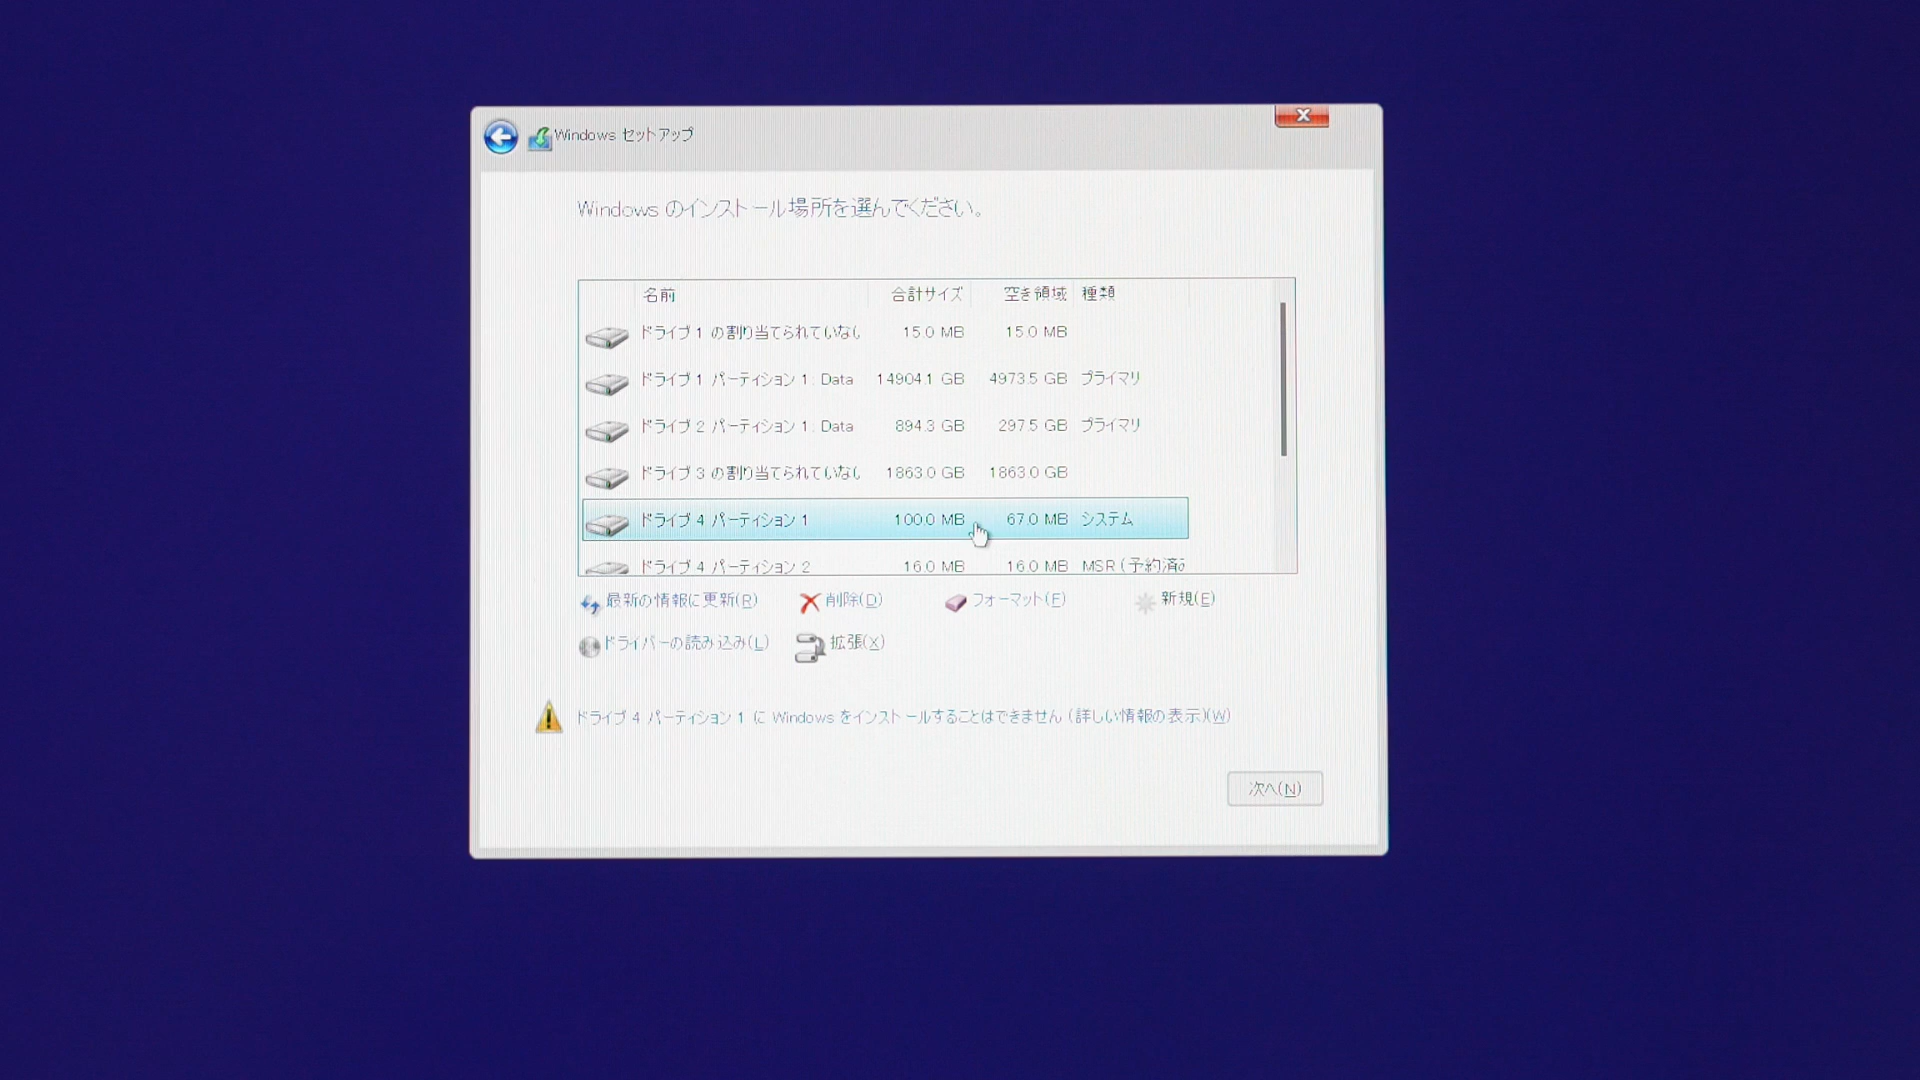 Windows セットアップ
Windows のインストール場所を選んでください。
名前 合計サイズ 空き領域 種類
ドライブ 1 の割り当てられていない 15.0 MB 15.0 MB
ドライブ 1 パーティション 1: Data 14904.1 GB 4973.5 GB プライマリ
ドライブ 2 パーティション 1: Data 894.3 GB 297.5 GB プライマリ
ドライブ 3 の割り当てられていない 1863.0 GB 1863.0 GB
ドライブ 4 パーティション 1 100.0 MB 67.0 MB システム
ドライブ 4 パーティション 2 16.0 MB 16.0 MB MSR (予約済み
最新の情報に更新(R) 削除(D) フォーマット(F) 新規(E)
ドライバーの読み込み(L) 拡張(X)
ドライブ 4 パーティション 1 に Windows をインストールすることはできません (詳しい情報の表示)(W)
次へ(N)